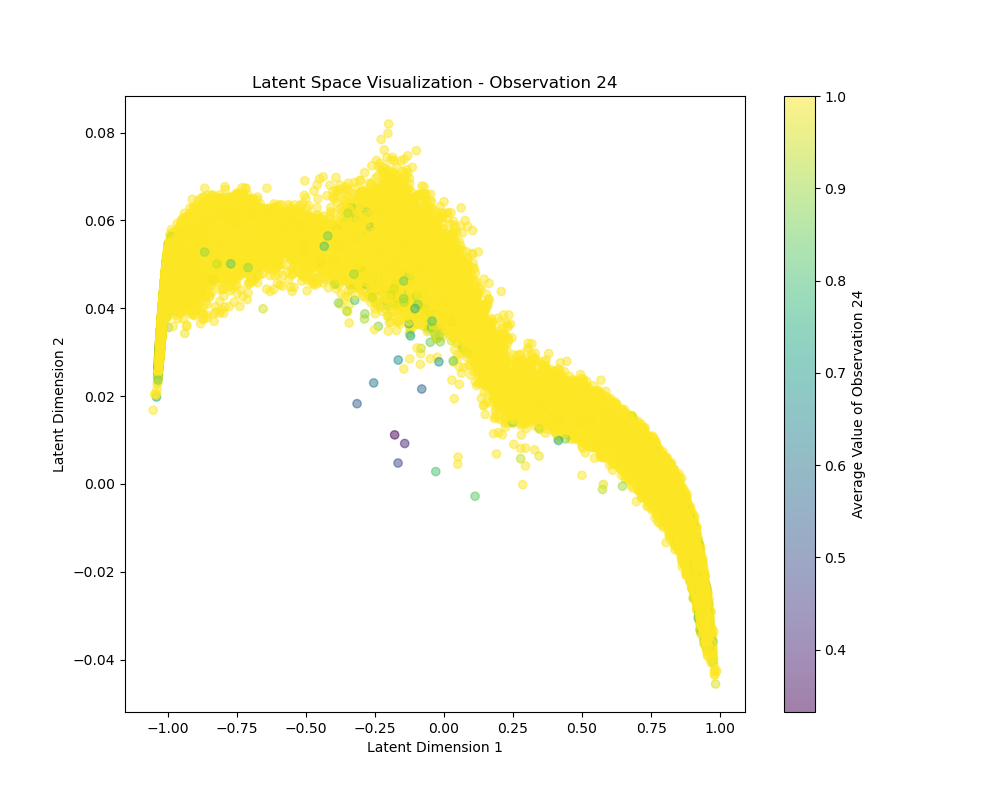 Latent Space Visualization - Observation 24
0.08
0.06
0.04
0.02
0.00
−0.02
−0.04
Latent Dimension 2
−1.00 −0.75 −0.50 −0.25 0.00 0.25 0.50 0.75 1.00
Latent Dimension 1
1.0
0.9
0.8
0.7
0.6
0.5
0.4
Average Value of Observation 24